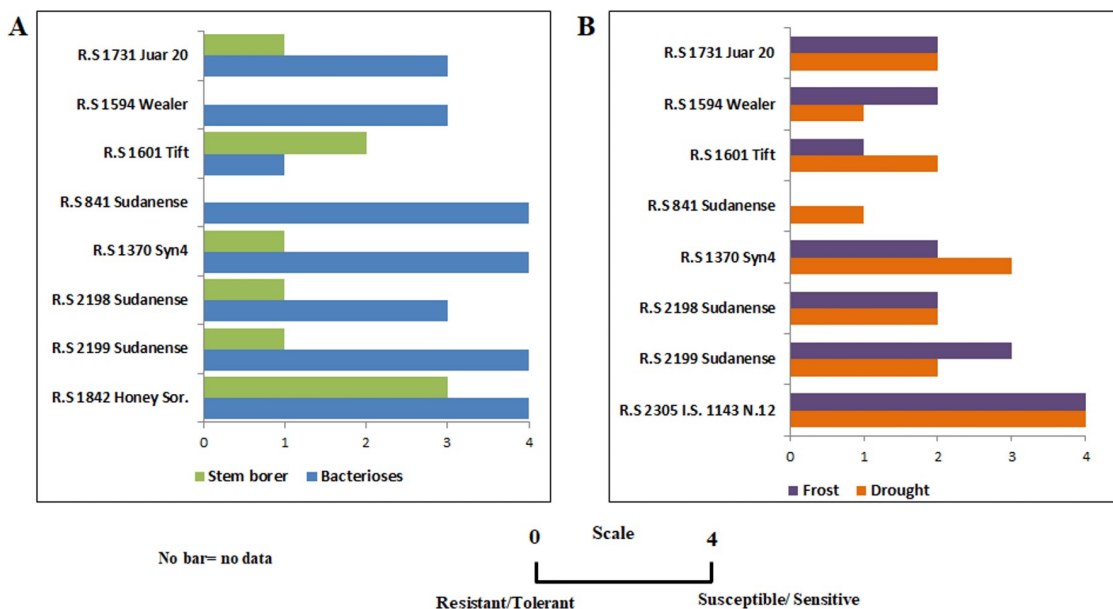 A
R.S 1731 Juar 20
R.S 1594 Wealer
R.S 1601 Tift
R.S 841 Sudanense
R.S 1370 Syn4
R.S 2198 Sudanense
R.S 2199 Sudanense
R.S 1842 Honey Sor.
0 1 2 3 4
Stem borer Bacterioses
B
R.S 1731 Juar 20
R.S 1594 Wealer
R.S 1601 Tift
R.S 841 Sudanense
R.S 1370 Syn4
R.S 2198 Sudanense
R.S 2199 Sudanense
R.S 2305 I.S. 1143 N.12
0 1 2 3 4
Frost Drought
No bar= no data
0 Scale 4
Resistant/Tolerant Susceptible/ Sensitive